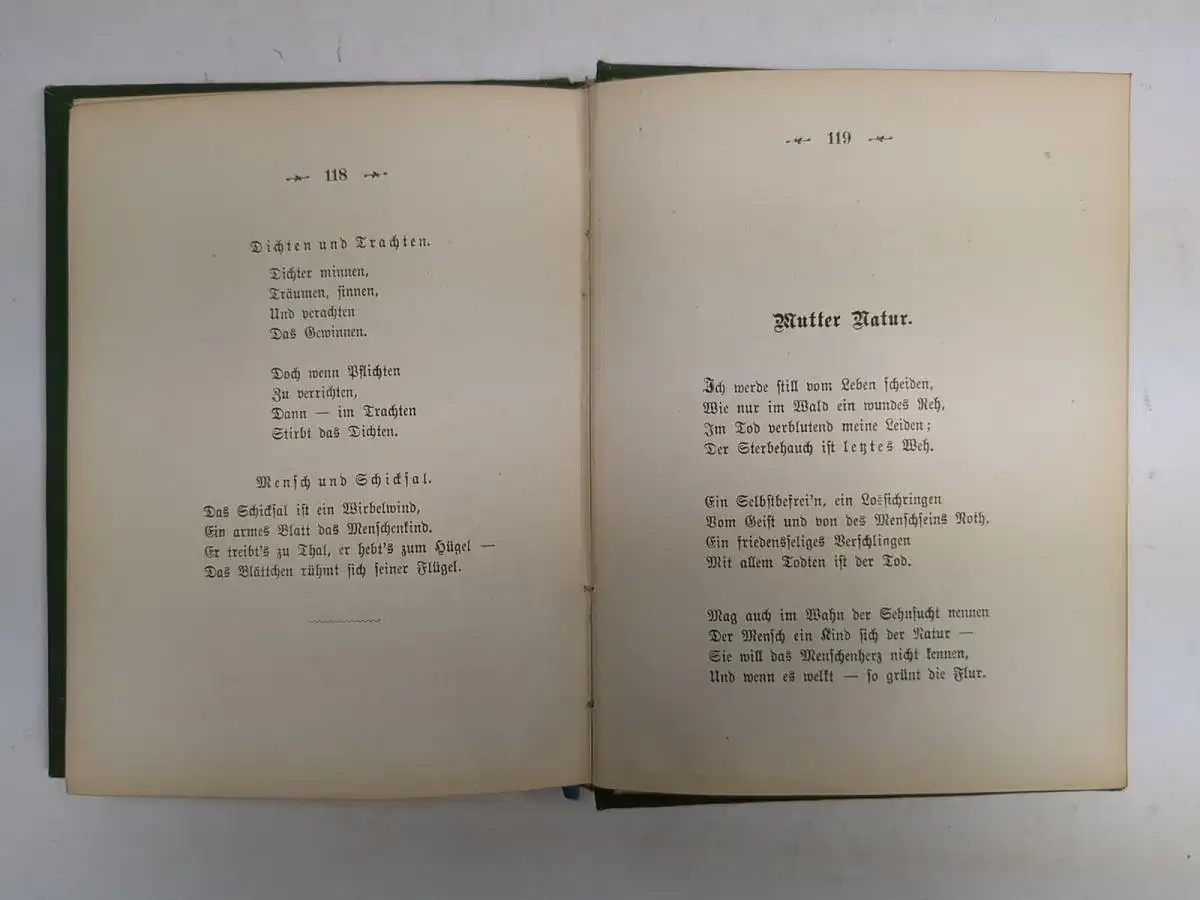 118
Dichten und Trachten.
Dichter minnen,
Träumen, sinnen,
Und verachten
Das Gewinnen.
Doch wenn Pflichten
Zu verrichten,
Dann — im Trachten
Stirbt das Dichten.
Mensch und Schicksal.
Das Schicksal ist ein Wirbelwind,
Ein armes Blatt das Menschenkind.
Er treibt's zu Thal, er hebt's zum Hügel —
Das Blättchen rühmt sich seiner Flügel.
119
Mutter Natur.
Ich werde still vom Leben scheiden,
Wie nur im Wald ein wundes Reh,
Im Tod verblutend meine Leiden;
Der Sterbehauch ist letztes Weh.
Ein Selbstbefrei'n, ein Lossichringen
Vom Geist und von des Menschseins Noth,
Ein friedensseliges Verschlingen
Mit allem Todten ist der Tod.
Mag auch im Wahn der Sehnsucht nennen
Der Mensch ein Kind sich der Natur —
Sie will das Menschenherz nicht kennen,
Und wenn es welkt — so grünt die Flur.